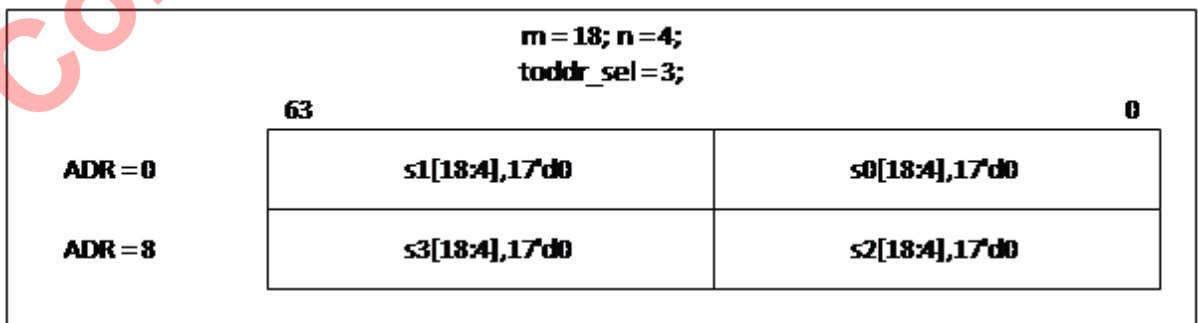 Co
m = 18; n = 4;
toddr_sel = 3;
63 0
ADR = 0 s1[18:4],17'd0 s0[18:4],17'd0
ADR = 8 s3[18:4],17'd0 s2[18:4],17'd0